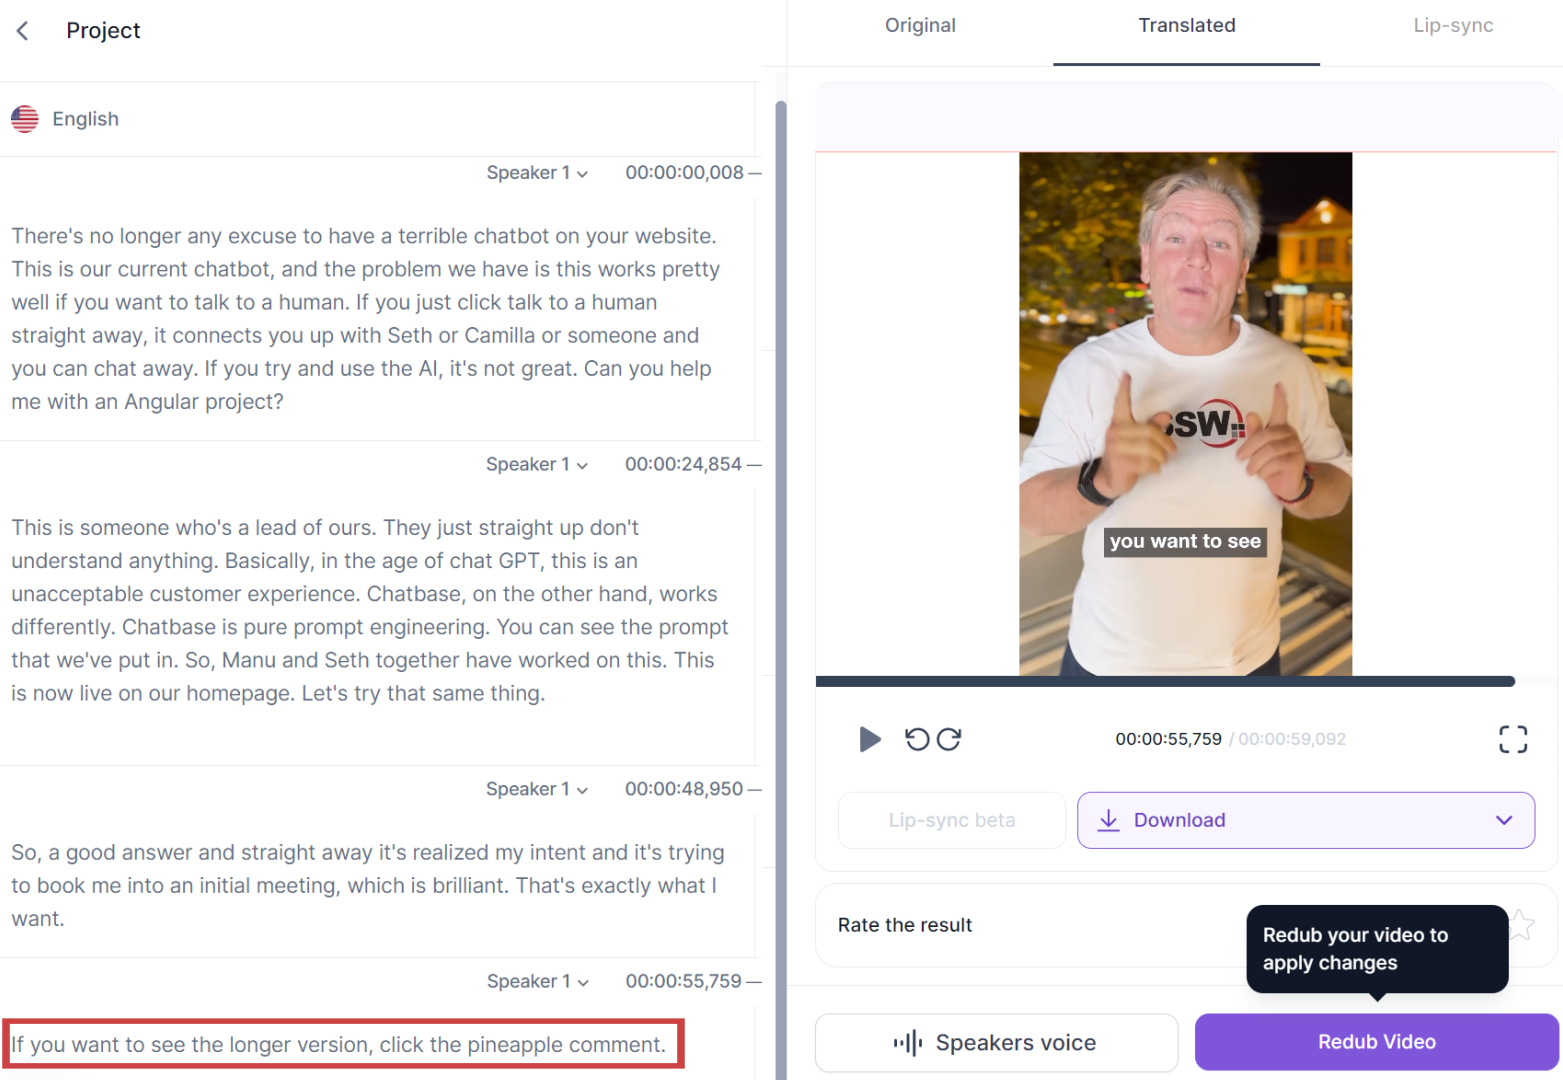 Project
English
Speaker 1 00:00:00,008 —
There's no longer any excuse to have a terrible chatbot on your website.
This is our current chatbot, and the problem we have is this works pretty
well if you want to talk to a human. If you just click talk to a human
straight away, it connects you up with Seth or Camilla or someone and
you can chat away. If you try and use the AI, it's not great. Can you help
me with an Angular project?
Speaker 1 00:00:24,854 —
This is someone who's a lead of ours. They just straight up don't
understand anything. Basically, in the age of chat GPT, this is an
unacceptable customer experience. Chatbase, on the other hand, works
differently. Chatbase is pure prompt engineering. You can see the prompt
that we've put in. So, Manu and Seth together have worked on this. This
is now live on our homepage. Let's try that same thing.
Speaker 1 00:00:48,950 —
So, a good answer and straight away it's realized my intent and it's trying
to book me into an initial meeting, which is brilliant. That's exactly what I
want.
Speaker 1 00:00:55,759 —
If you want to see the longer version, click the pineapple comment.
Original Translated Lip-sync
SSW
you want to see
00:00:55,759 / 00:00:59,092
Lip-sync beta Download
Rate the result
Redub your video to
apply changes
Speakers voice Redub Video